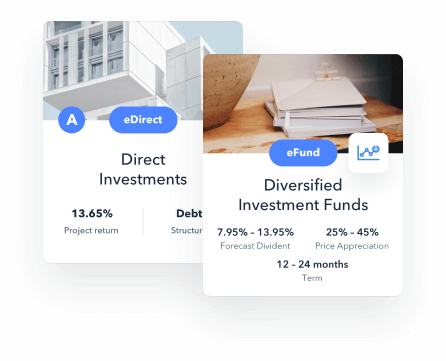 A
eDirect
Direct
Investments
13.65%
Debt
Project return
eFund
Diversified
Investment Funds
7.95% – 13.95%
25% – 45%
Forecast Divident
Price Appreciation
12 – 24 months
Term